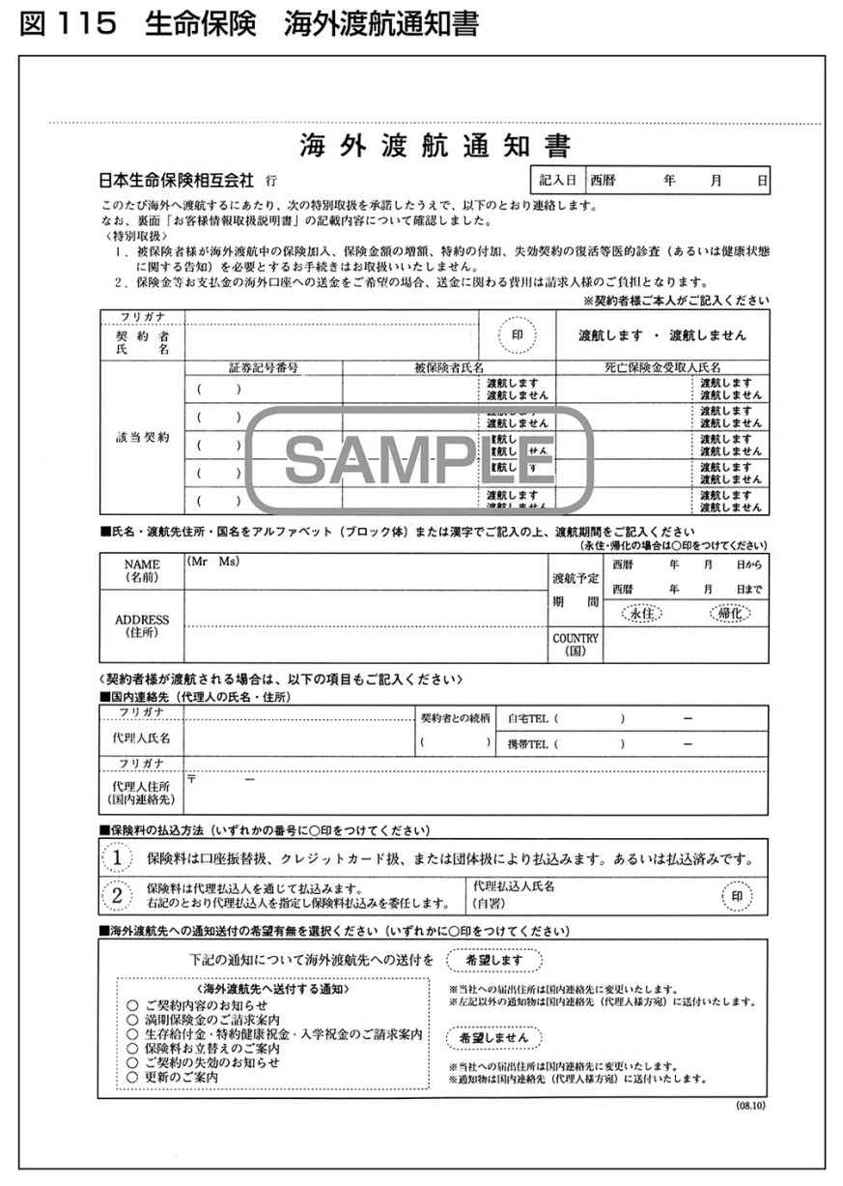 図 115　生命保険　海外渡航通知書
海外渡航通知書
日本生命保険相互会社 行
記入日 西暦 年 月 日
このたび海外へ渡航するにあたり、次の特別取扱を承諾したうえで、以下のとおり連絡します。
なお、裏面「お客様情報取扱説明書」の記載内容について確認しました。
〈特別取扱〉
１．被保険者様が海外渡航中の保険加入、保険金額の増額、特約の付加、失効契約の復活等医的診査（あるいは健康状態
に関する告知）を必要とするお手続きはお取扱いいたしません。
２．保険金等お支払金の海外口座への送金をご希望の場合、送金に関わる費用は請求人様のご負担となります。
※契約者様ご本人がご記入ください
フリガナ
契約者
氏名
印
渡航します ・ 渡航しません
証券記号番号 被保険者氏名 死亡保険金受取人氏名
該当契約
( ) 渡航します 渡航します
渡航しません 渡航しません
( ) 渡航します 渡航します
渡航しません 渡航しません
( ) 渡航します 渡航します
渡航しません 渡航しません
( ) 渡航します 渡航します
渡航しません
( ) 渡航します 渡航します
渡航しません 渡航しません
SAMPLE
■氏名・渡航先住所・国名をアルファベット（ブロック体）または漢字でご記入の上、渡航期間をご記入ください
（永住・帰化の場合は○印をつけてください）
NAME
(名前)
(Mr Ms)
ADDRESS
(住所)
渡航予定
期間
西暦 年 月 日から
西暦 年 月 日まで
永住 帰化
COUNTRY
(国)
〈契約者様が渡航される場合は、以下の項目もご記入ください〉
■国内連絡先（代理人の氏名・住所）
フリガナ
代理人氏名
契約者との続柄
( )
自宅TEL ( ) －
携帯TEL ( ) －
フリガナ
代理人住所
(国内連絡先)
〒 －
■保険料の払込方法（いずれかの番号に○印をつけてください）
1 保険料は口座振替扱、クレジットカード扱、または団体扱により払込みます。あるいは払込済みです。
2 保険料は代理払込人を通じて払込みます。
右記のとおり代理払込人を指定し保険料払込みを委任します。
代理払込人氏名
(自署)
印
■海外渡航先への通知送付の希望有無を選択ください（いずれかに○印をつけてください）
下記の通知について海外渡航先への送付を 希望します
〈海外渡航先へ送付する通知〉
○ ご契約内容のお知らせ
○ 満期保険金のご請求案内
○ 生存給付金・特約健康祝金・入学祝金のご請求案内
○ 保険料お立替えのご案内
○ ご契約の失効のお知らせ
○ 更新のご案内
※当社への届出住所は国内連絡先に変更いたします。
※左記以外の通知物は国内連絡先（代理人様方宛）に送付いたします。
希望しません
※当社への届出住所は国内連絡先に変更いたします。
※通知物は国内連絡先（代理人様方宛）に送付いたします。
(08.10)